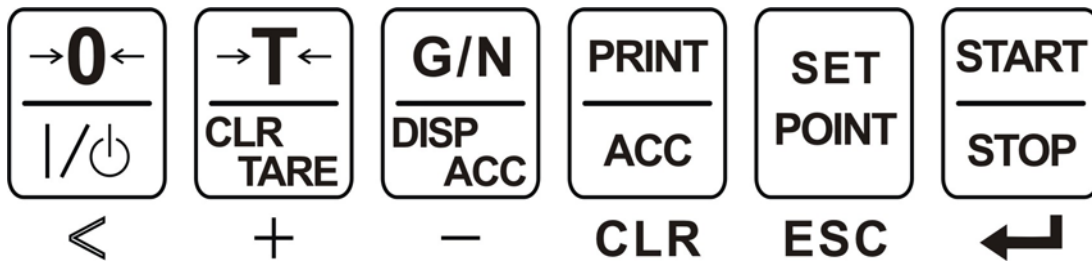 →0← →T← G/N PRINT SET START
I/⏻ CLR DISP ACC POINT STOP
TARE ACC
< + − CLR ESC ↵